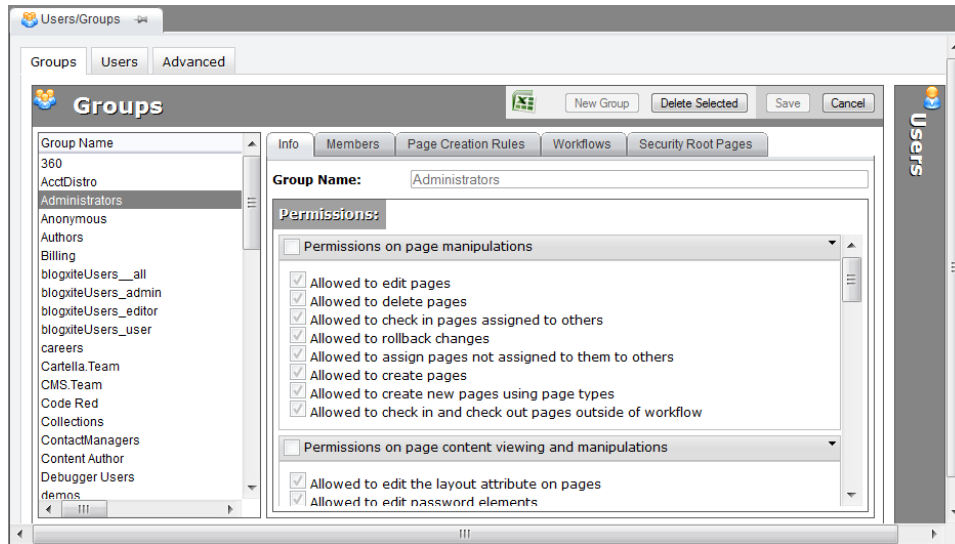 Users/Groups
Groups Users Advanced
Groups
New Group Delete Selected Save Cancel
Users
Group Name
360
AcctDistro
Administrators
Anonymous
Authors
Billing
blogxiteUsers__all
blogxiteUsers_admin
blogxiteUsers_editor
blogxiteUsers_user
careers
Cartella.Team
CMS.Team
Code Red
Collections
ContactManagers
Content Author
Debugger Users
demos
Info Members Page Creation Rules Workflows Security Root Pages
Group Name: Administrators
Permissions:
Permissions on page manipulations
Allowed to edit pages
Allowed to delete pages
Allowed to check in pages assigned to others
Allowed to rollback changes
Allowed to assign pages not assigned to them to others
Allowed to create pages
Allowed to create new pages using page types
Allowed to check in and check out pages outside of workflow
Permissions on page content viewing and manipulations
Allowed to edit the layout attribute on pages
Allowed to edit password elements